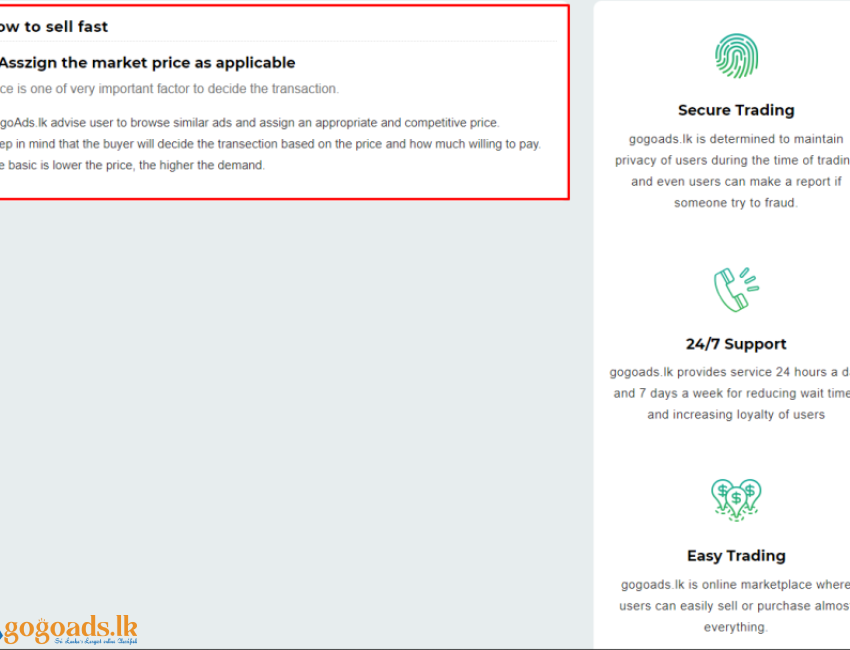 ow to sell fast
Asszign the market price as applicable
ce is one of very important factor to decide the transaction.
goAds.lk advise user to browse similar ads and assign an appropriate and competitive price.
ep in mind that the buyer will decide the transection based on the price and how much willing to pay.
e basic is lower the price, the higher the demand.
Secure Trading
gogoads.lk is determined to maintain
privacy of users during the time of tradin
and even users can make a report if
someone try to fraud.
24/7 Support
gogoads.lk provides service 24 hours a d
and 7 days a week for reducing wait time
and increasing loyalty of users
Easy Trading
gogoads.lk is online marketplace where
users can easily sell or purchase almos
everything.
gogoads.lk
Sri Lanka's Largest online